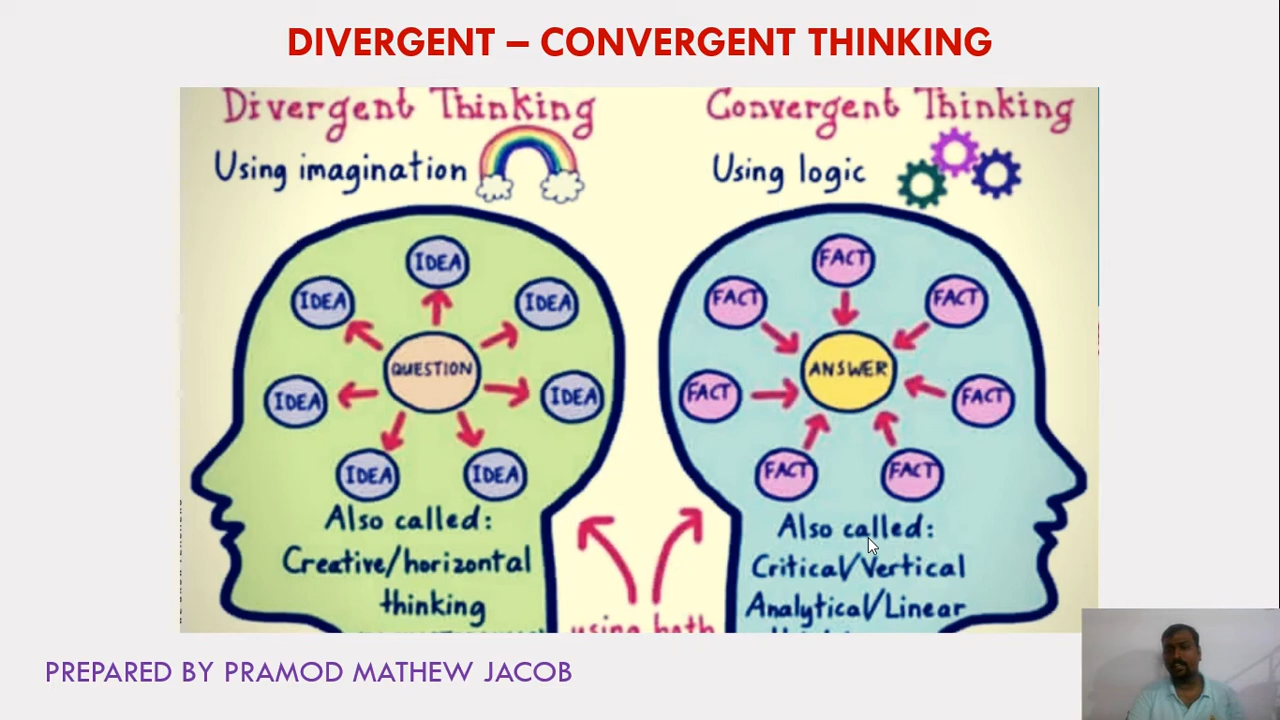 DIVERGENT – CONVERGENT THINKING
Divergent Thinking
Using imagination
IDEA
IDEA
IDEA
QUESTION
IDEA
IDEA
IDEA
IDEA
Also called:
Creative/horizontal
thinking
Convergent Thinking
Using logic
FACT
FACT
FACT
ANSWER
FACT
FACT
FACT
FACT
Also called:
Critical/Vertical
Analytical/Linear
using both
PREPARED BY PRAMOD MATHEW JACOB